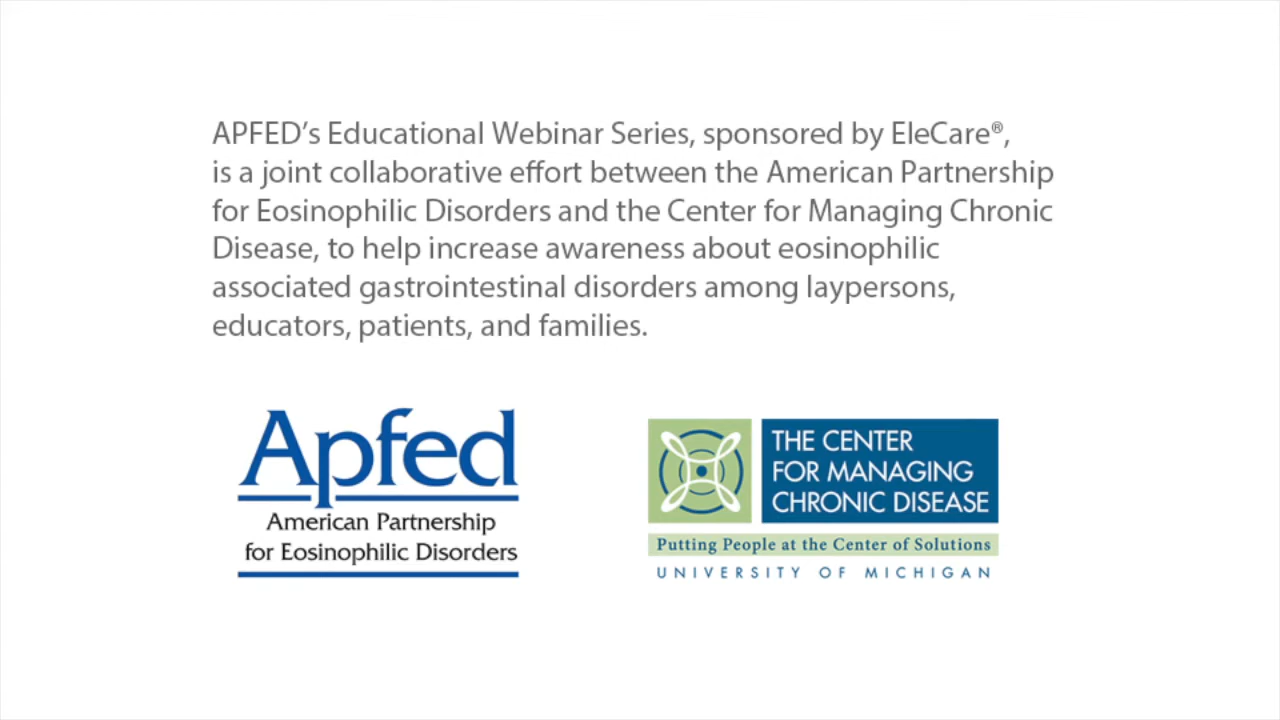 APFED’s Educational Webinar Series, sponsored by EleCare®,
is a joint collaborative effort between the American Partnership
for Eosinophilic Disorders and the Center for Managing Chronic
Disease, to help increase awareness about eosinophilic
associated gastrointestinal disorders among laypersons,
educators, patients, and families.
Apfed
American Partnership
for Eosinophilic Disorders
THE CENTER
FOR MANAGING
CHRONIC DISEASE
Putting People at the Center of Solutions
UNIVERSITY OF MICHIGAN